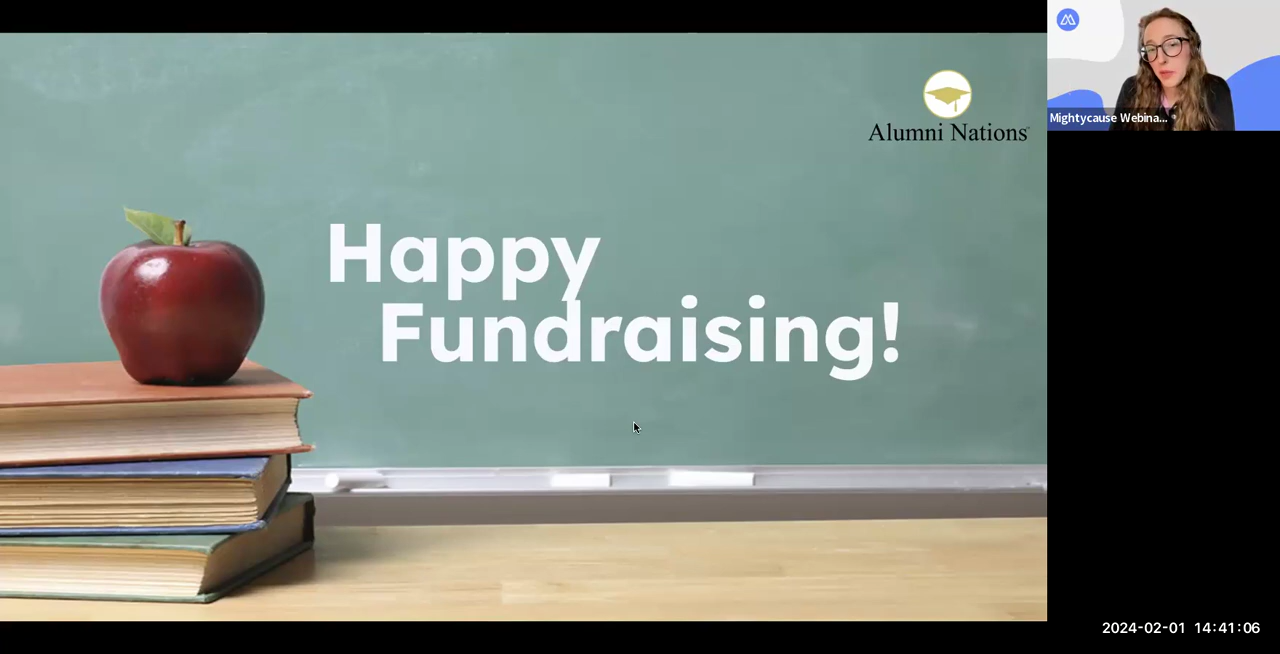 Alumni Nations
Happy
Fundraising!
Mightycause Webina...
2024-02-01 14:41:06